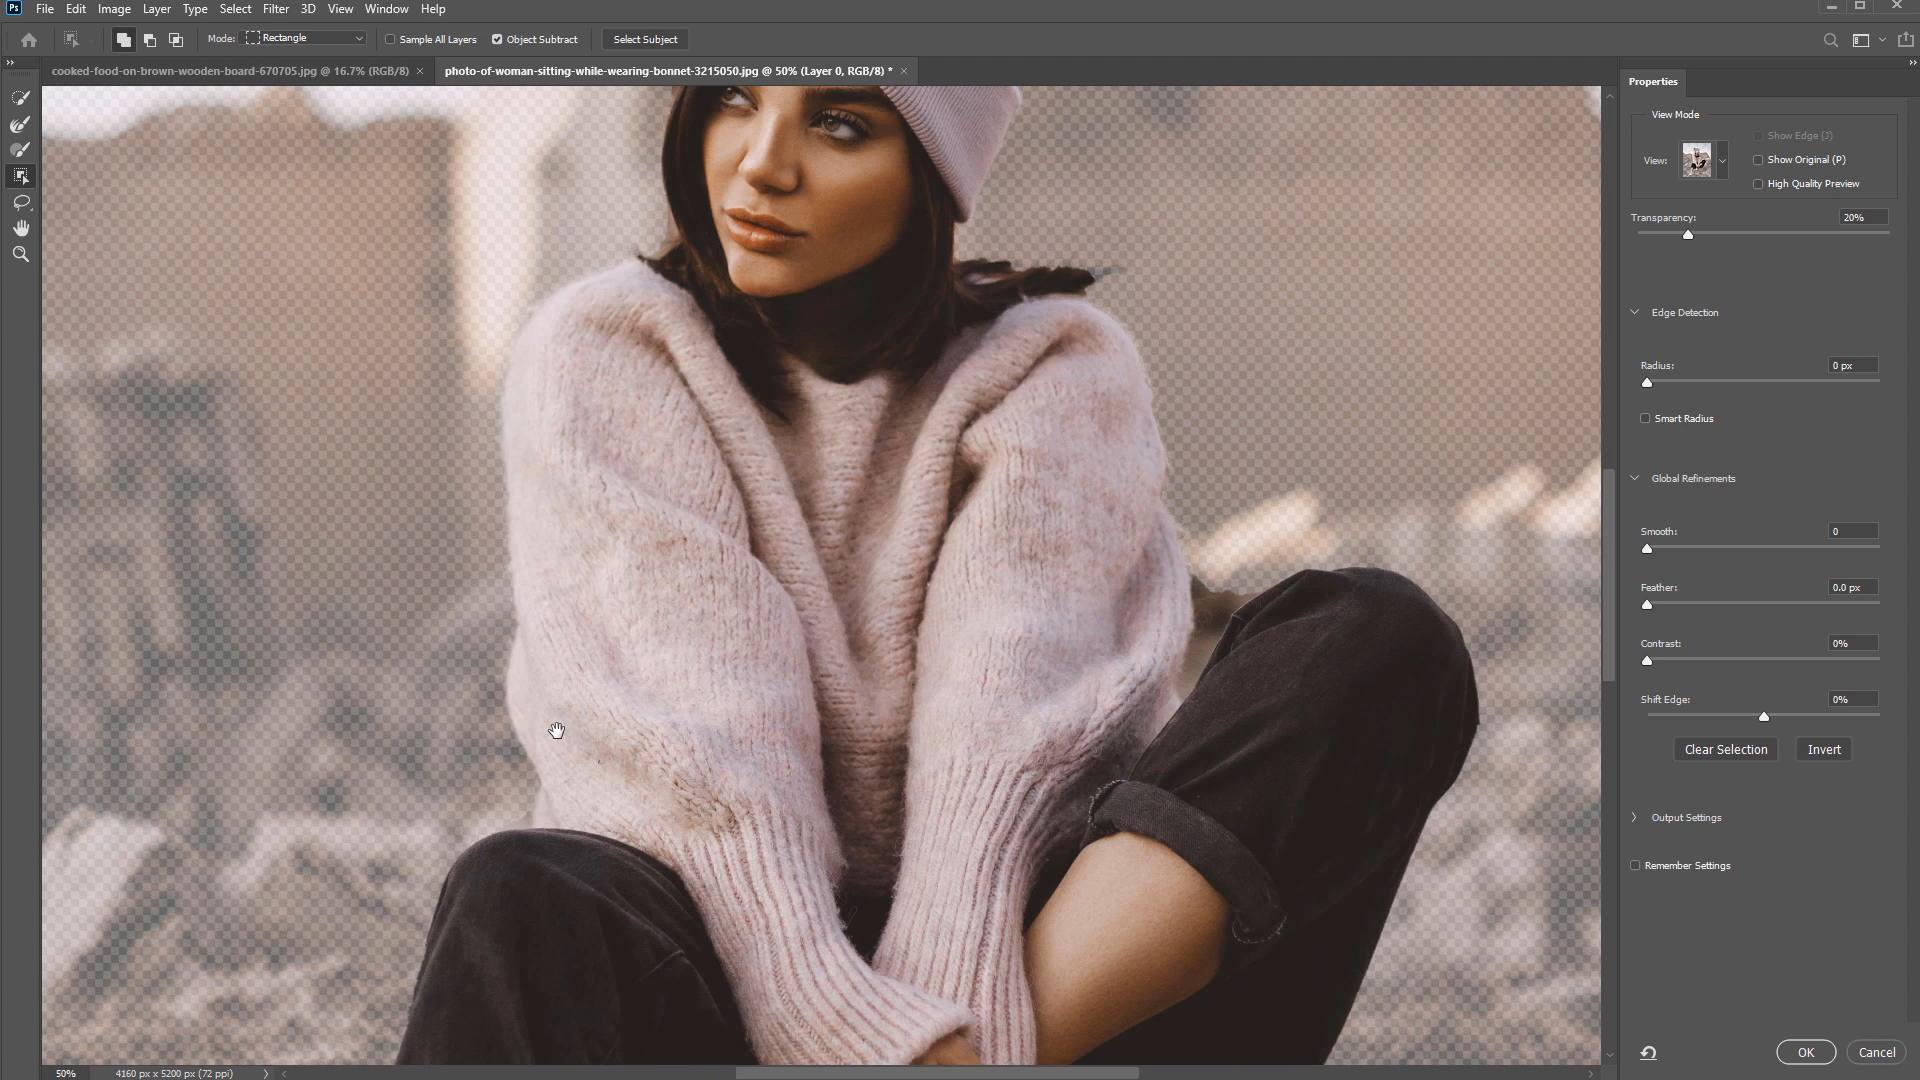 Ps File Edit Image Layer Type Select Filter 3D View Window Help
Mode: Rectangle Sample All Layers Object Subtract Select Subject
cooked-food-on-brown-wooden-board-670705.jpg @ 16.7% (RGB/8) photo-of-woman-sitting-while-wearing-bonnet-3215050.jpg @ 50% (Layer 0, RGB/8) *
Properties
View Mode
Show Edge (J)
View: Show Original (P)
High Quality Preview
Transparency: 20%
Edge Detection
Radius: 0 px
Smart Radius
Global Refinements
Smooth: 0
Feather: 0.0 px
Contrast: 0%
Shift Edge: 0%
Clear Selection Invert
Output Settings
Remember Settings
OK Cancel
50% 4160 px x 5200 px (72 ppi)